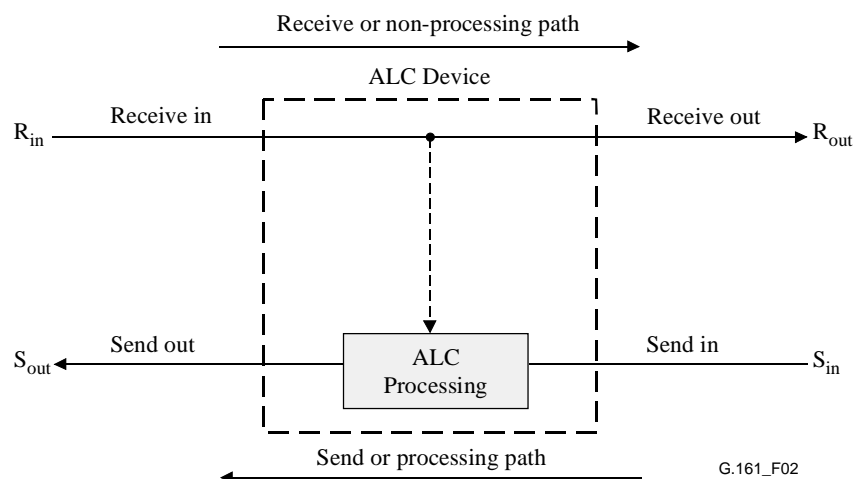 Receive or non-processing path
ALC Device
Receive in
Receive out
Rin
Rout
Send out
ALC
Processing
Send in
Sout
Sin
Send or processing path
G.161_F02